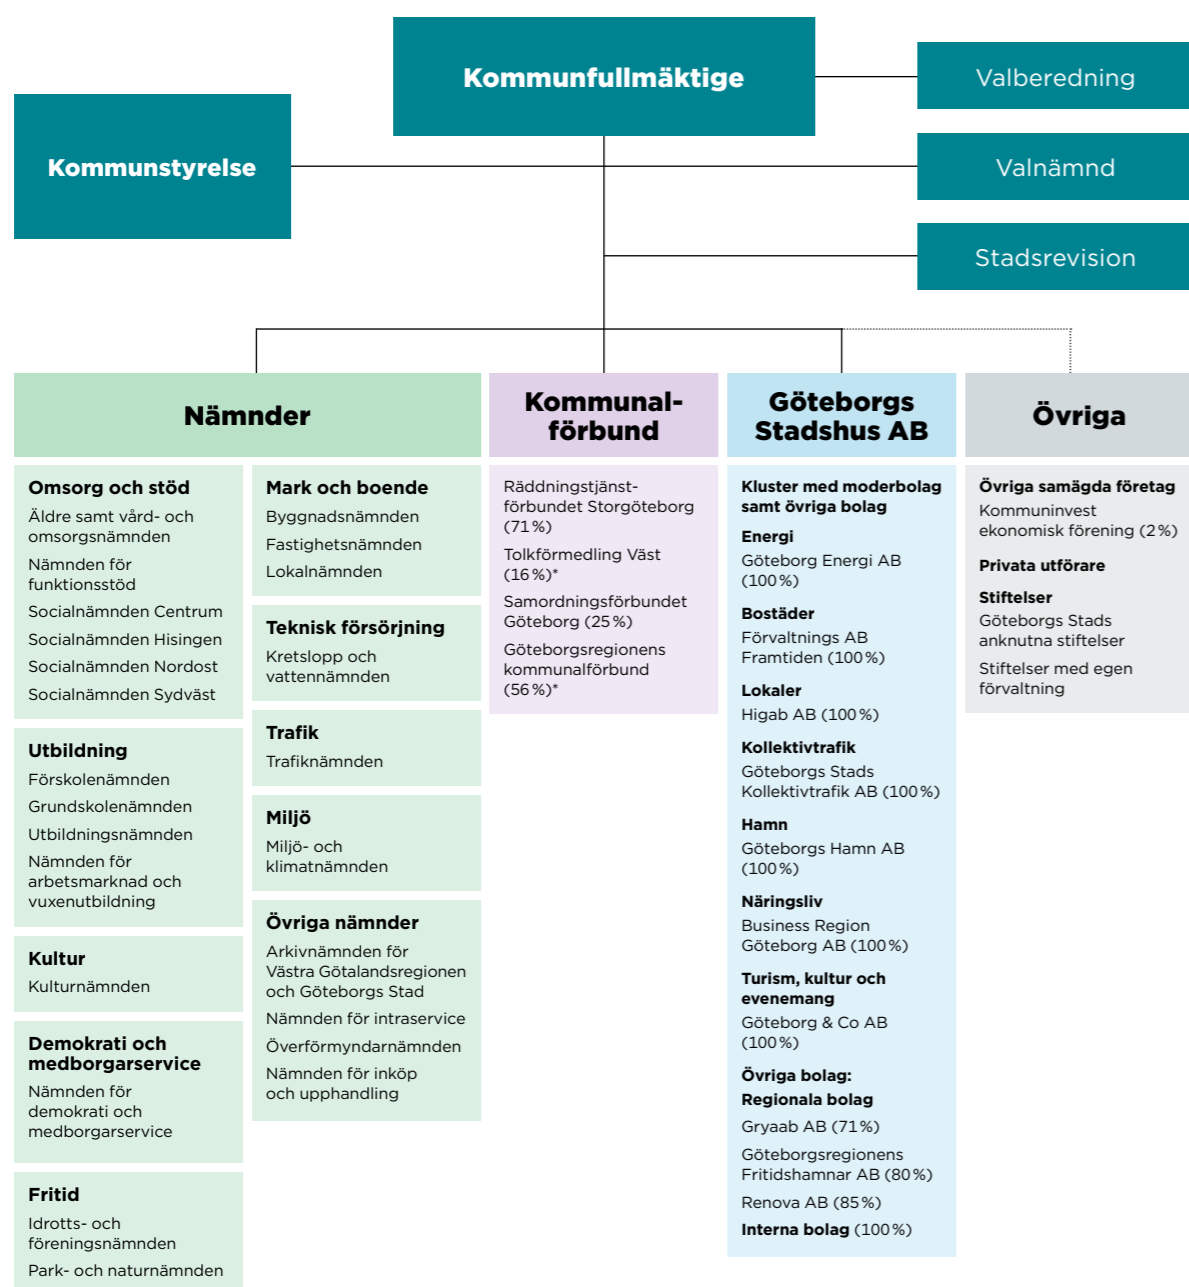 Kommunfullmäktige
Valberedning
Kommunstyrelse
Valnämnd
Stadsrevision
Nämnder
Omsorg och stöd
Äldre samt vård- och
omsorgsnämnden
Nämnden för
funktionsstöd
Socialnämnden Centrum
Socialnämnden Hisingen
Socialnämnden Nordost
Socialnämnden Sydväst
Utbildning
Förskolenämnden
Grundskolenämnden
Utbildningsnämnden
Nämnden för
arbetsmarknad och
vuxenutbildning
Kultur
Kulturnämnden
Demokrati och
medborgarservice
Nämnden för
demokrati och
medborgarservice
Fritid
Idrotts- och
föreningsnämnden
Park- och naturnämnden
Mark och boende
Byggnadsnämnden
Fastighetsnämnden
Lokalnämnden
Teknisk försörjning
Kretslopp och
vattennämnden
Trafik
Trafiknämnden
Miljö
Miljö- och
klimatnämnden
Övriga nämnder
Arkivnämnden för
Västra Götalandsregionen
och Göteborgs Stad
Nämnden för intraservice
Överförmyndarnämnden
Nämnden för inköp
och upphandling
Kommunal-
förbund
Räddningstjänst-
förbundet Storgöteborg
(71 %)
Tolkförmedling Väst
(16 %)*
Samordningsförbundet
Göteborg (25 %)
Göteborgsregionens
kommunalförbund
(56 %)*
Göteborgs
Stadshus AB
Kluster med moderbolag
samt övriga bolag
Energi
Göteborg Energi AB
(100 %)
Bostäder
Förvaltnings AB
Framtiden (100 %)
Lokaler
Higab AB (100 %)
Kollektivtrafik
Göteborgs Stads
Kollektivtrafik AB (100 %)
Hamn
Göteborgs Hamn AB
(100 %)
Näringsliv
Business Region
Göteborg AB (100 %)
Turism, kultur och
evenemang
Göteborg & Co AB
(100 %)
Övriga bolag:
Regionala bolag
Gryaab AB (71 %)
Göteborgsregionens
Fritidshamnar AB (80 %)
Renova AB (85 %)
Interna bolag (100 %)
Övriga
Övriga samägda företag
Kommuninvest
ekonomisk förening (2 %)
Privata utförare
Stiftelser
Göteborgs Stads
anknutna stiftelser
Stiftelser med egen
förvaltning